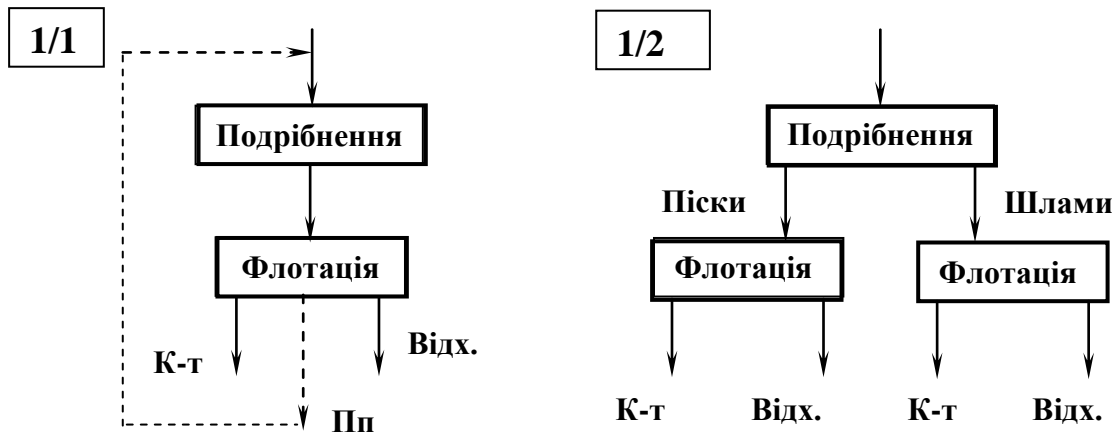 1/1
Подрібнення
Флотація
К-т
Відх.
Пп
1/2
Подрібнення
Піски
Шлами
Флотація
Флотація
К-т
Відх.
К-т
Відх.